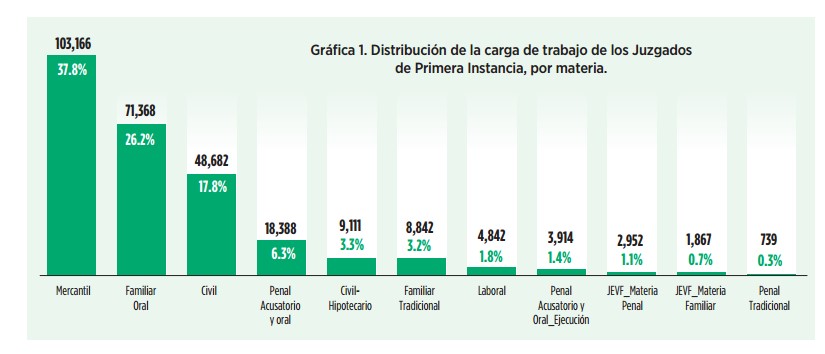 Gráfica 1. Distribución de la carga de trabajo de los Juzgados
de Primera Instancia, por materia.
103,166
37.8%
71,368
26.2%
48,682
17.8%
18,388
6.3%
9,111
3.3%
8,842
3.2%
4,842
1.8%
3,914
1.4%
2,952
1.1%
1,867
0.7%
739
0.3%
Mercantil
Familiar
Oral
Civil
Penal
Acusatorio
y oral
Civil-
Hipotecario
Familiar
Tradicional
Laboral
Penal
Acusatorio y
Oral_Ejecución
JEVF_Materia
Penal
JEVF_Materia
Familiar
Penal
Tradicional